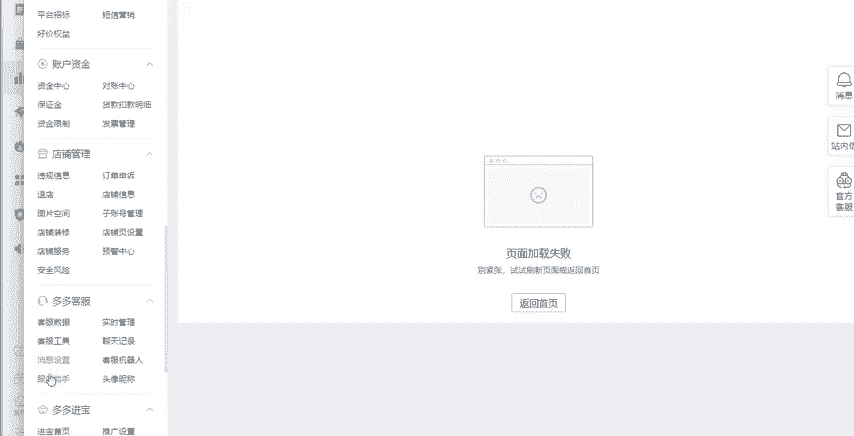 平台招标 短信营销
好价权益
账户资金
资金中心 对账中心
保证金 货款扣款明细
资金限制 发票管理
店铺管理
违规信息 订单申诉
退店 店铺信息
图片空间 子账号管理
店铺装修 店铺页设置
店铺服务 预警中心
安全风险
多多客服
客服数据 实时管理
客服工具 聊天记录
消息设置 客服机器人
服务助手 头像昵称
多多进宝
进宝首页 推广设置
页面加载失败
别紧张，试试刷新页面或返回首页
返回首页
消息
站内信
官方
客服